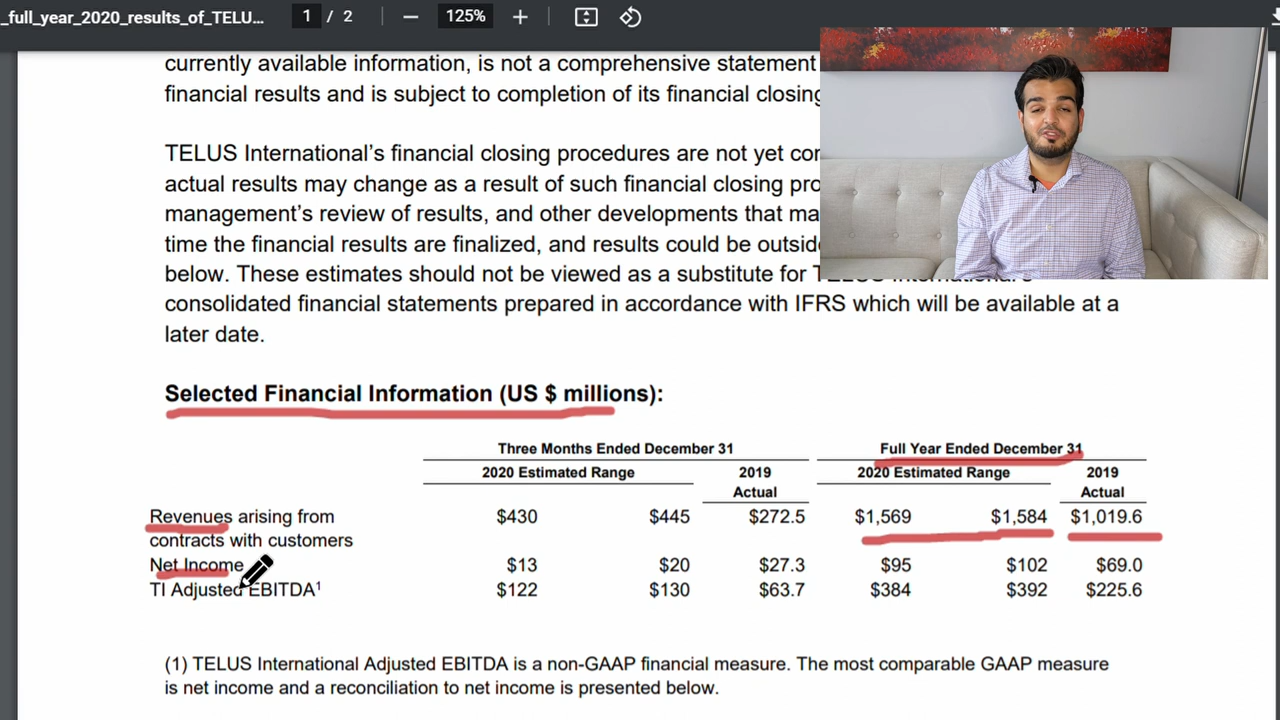 _full_year_2020_results_of_TELU... 1 / 2 125%
currently available information, is not a comprehensive statement
financial results and is subject to completion of its financial closing
TELUS International's financial closing procedures are not yet
actual results may change as a result of such financial closing
management's review of results, and other developments that
time the financial results are finalized, and results could be
below. These estimates should not be viewed as a substitute for TELUS International's
consolidated financial statements prepared in accordance with IFRS which will be available at a
later date.
Selected Financial Information (US $ millions):
Three Months Ended December 31 Full Year Ended December 31
2020 Estimated Range 2019 2020 Estimated Range 2019
Actual Actual
Revenues arising from $430 $445 $272.5 $1,569 $1,584 $1,019.6
contracts with customers
Net Income $13 $20 $27.3 $95 $102 $69.0
TI Adjusted EBITDA¹ $122 $130 $63.7 $384 $392 $225.6
(1) TELUS International Adjusted EBITDA is a non-GAAP financial measure. The most comparable GAAP measure
is net income and a reconciliation to net income is presented below.